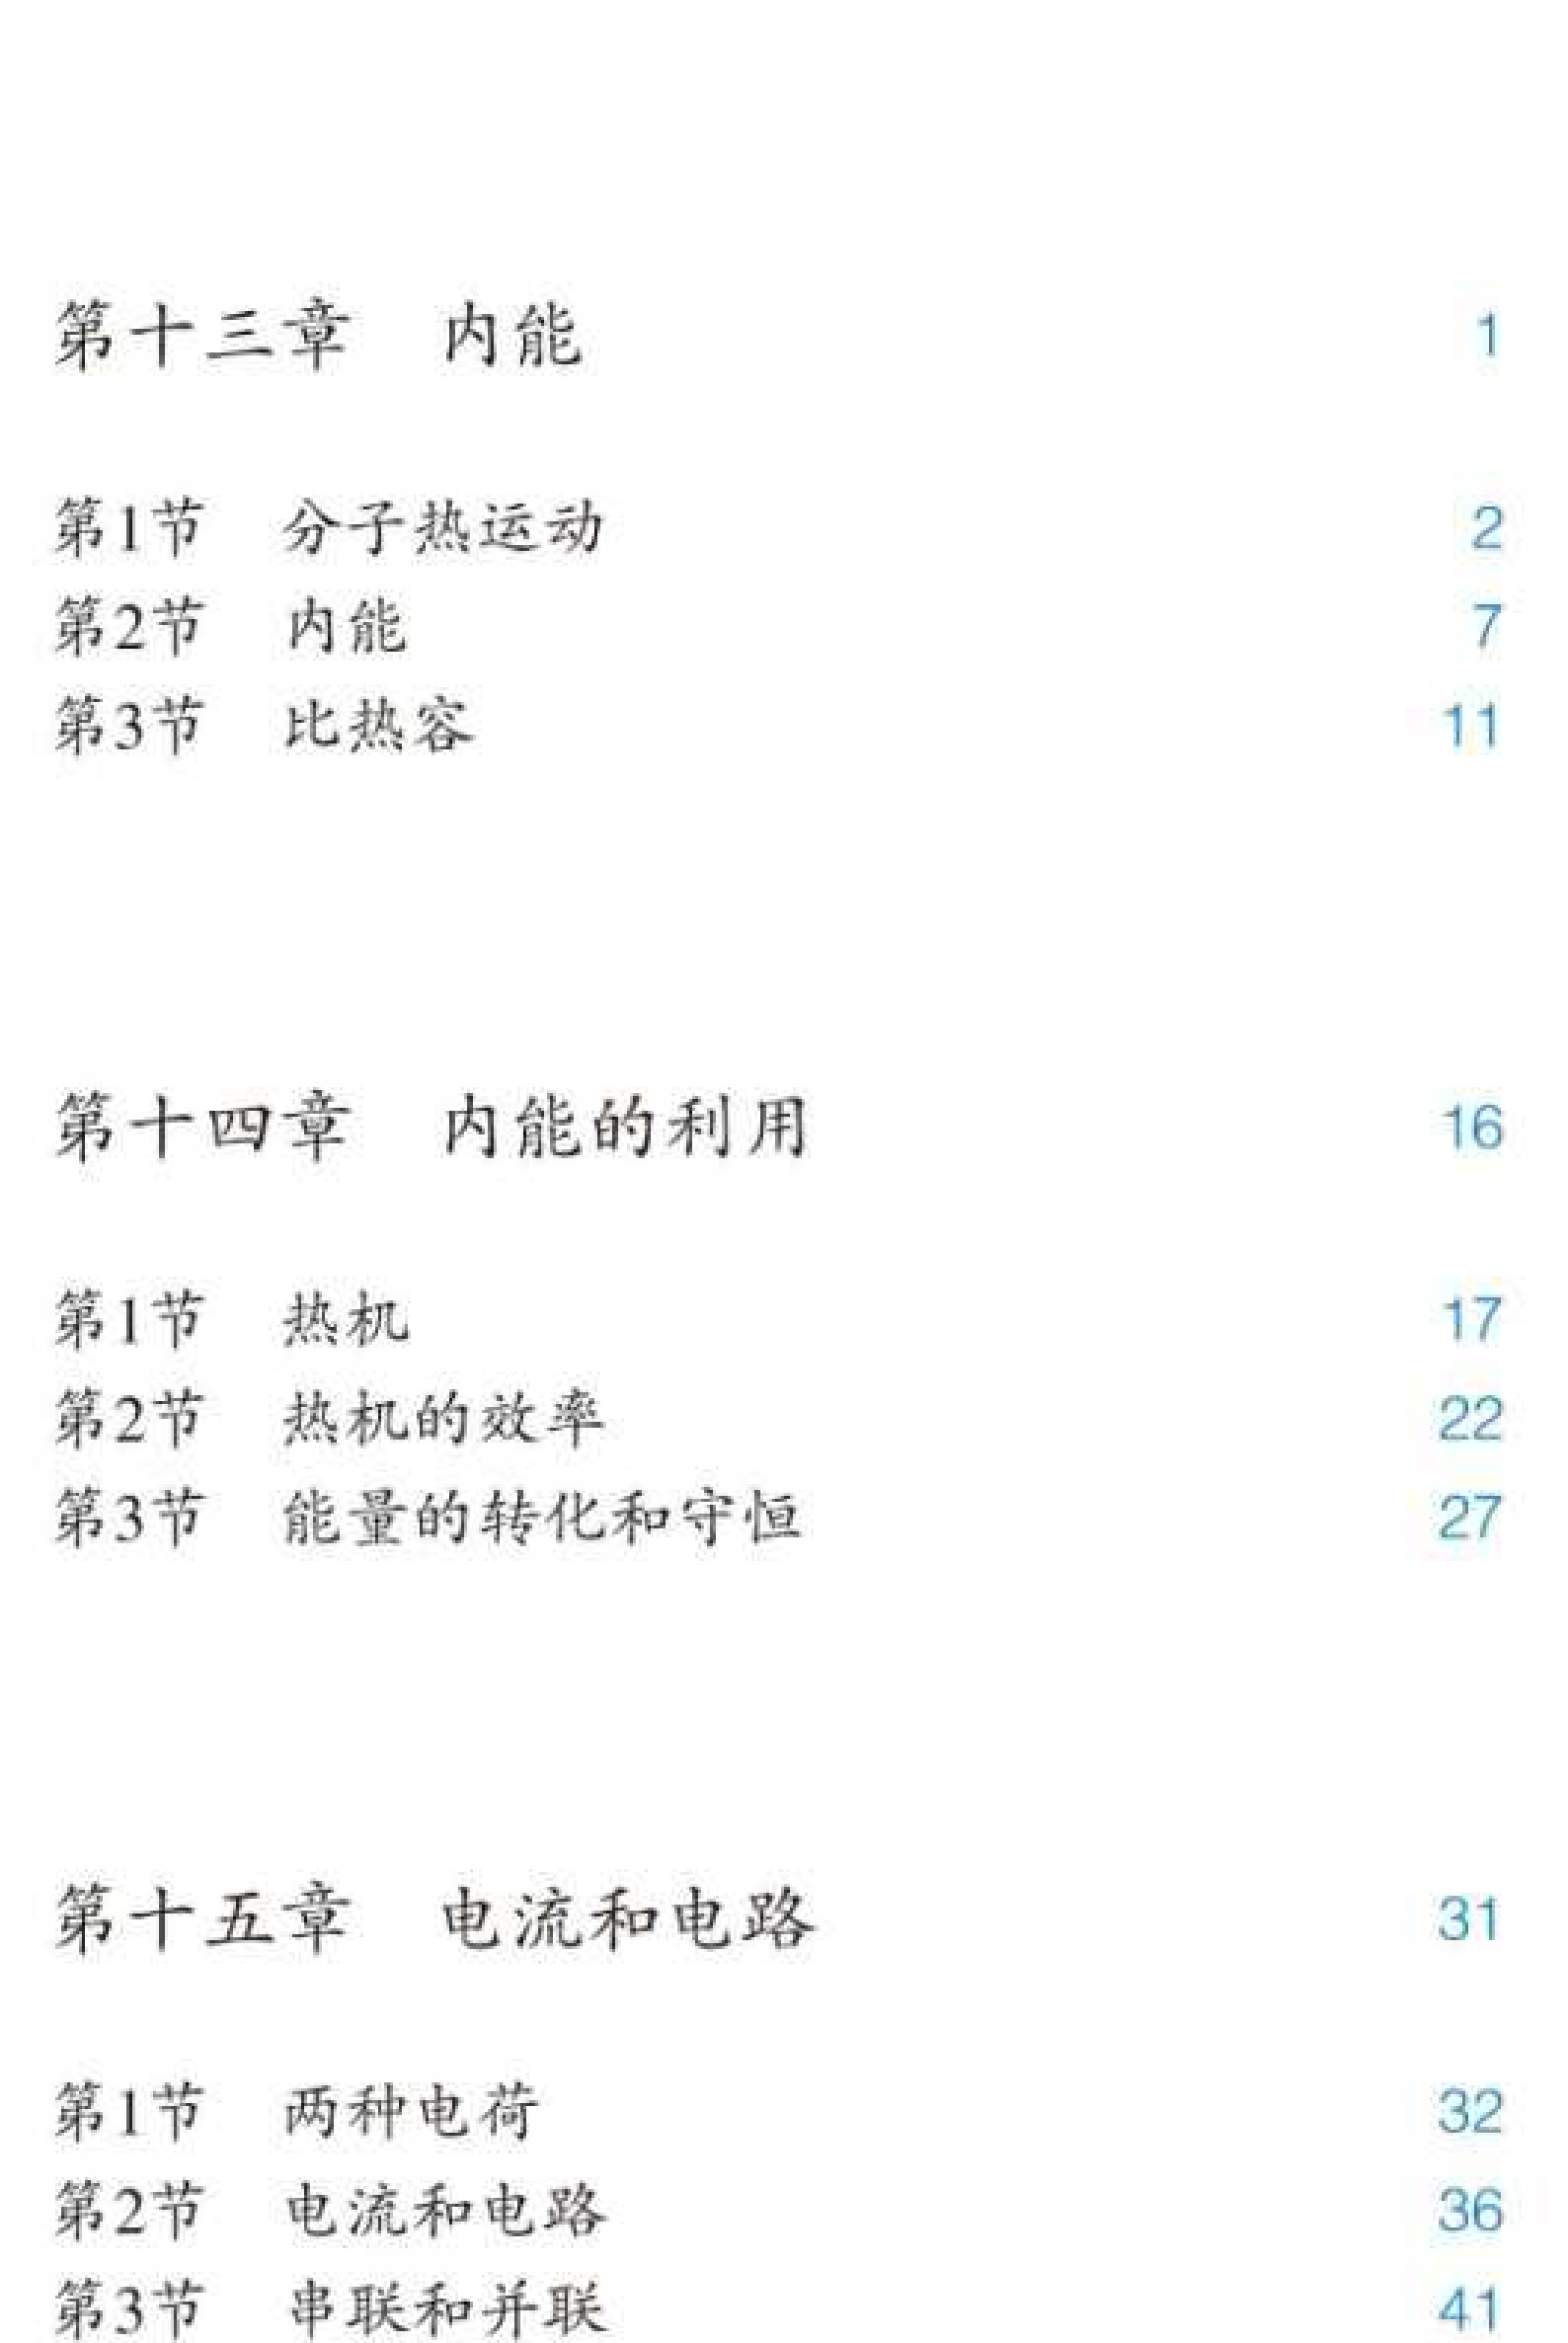 第十三章 内能 1
第1节 分子热运动 2
第2节 内能 7
第3节 比热容 11
第十四章 内能的利用 16
第1节 热机 17
第2节 热机的效率 22
第3节 能量的转化和守恒 27
第十五章 电流和电路 31
第1节 两种电荷 32
第2节 电流和电路 36
第3节 串联和并联 41